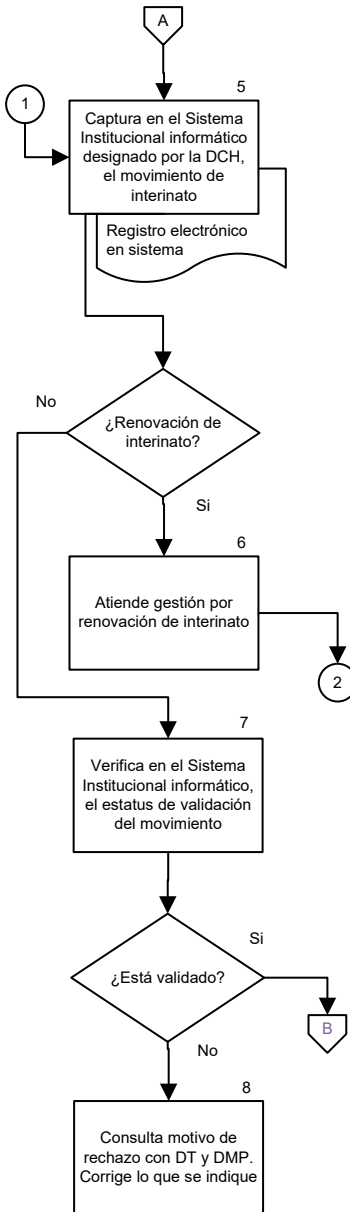 A
1
5
Captura en el Sistema
Institucional informático
designado por la DCH,
el movimiento de
interinato
Registro electrónico
en sistema
No
¿Renovación de
interinato?
Si
6
Atiende gestión por
renovación de interinato
2
7
Verifica en el Sistema
Institucional informático,
el estatus de validación
del movimiento
Si
¿Está validado?
B
No
8
Consulta motivo de
rechazo con DT y DMP.
Corrige lo que se indique